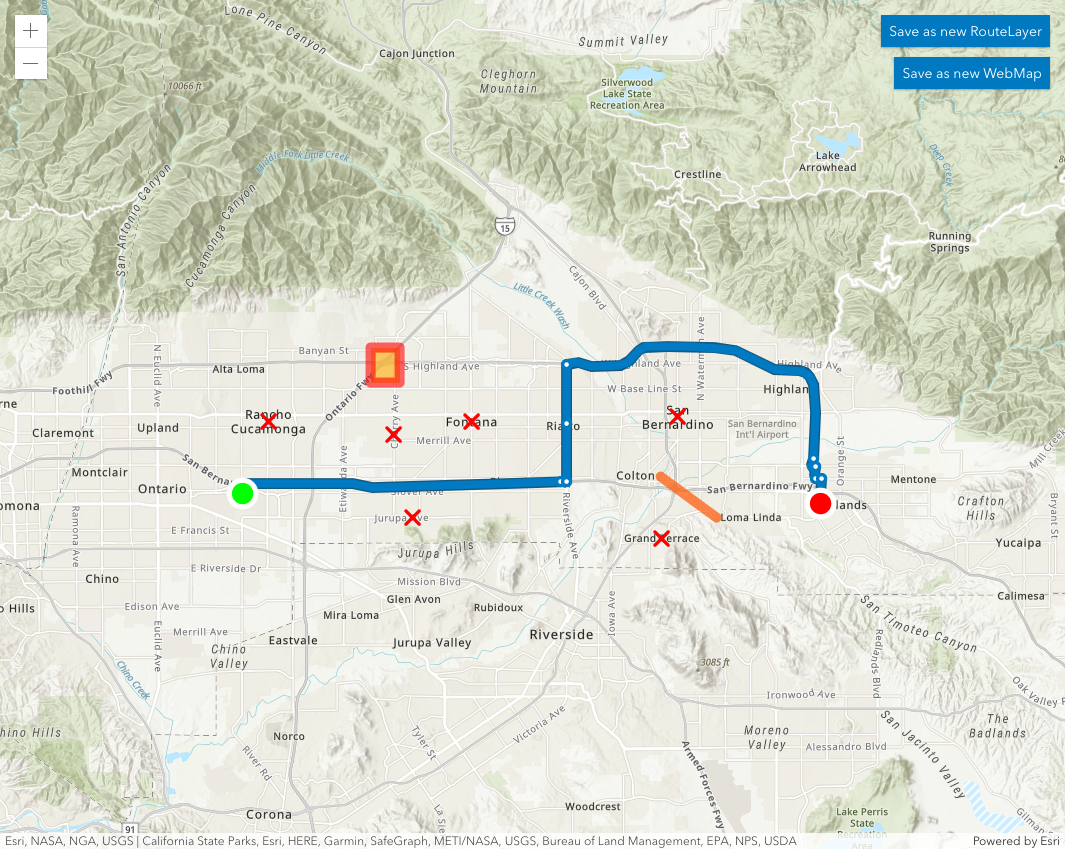 +
Save as new RouteLayer
Lone Pine Canyon
Summit Valley
Cajon Junction
−
Save as new WebMap
Cleghorn
Mountain
10066 ft
Silverwood
Lake State
Recreation Area
Middle Fork Little Creek
Deep Creek
Lake
Arrowhead
Crestline
San Antonio Canyon
Cucamonga Canyon
15
Running
Springs
Cajon Blvd
Little Creek Wash
N Euclid Ave
Banyan St
N Waterman Ave
Alta Loma
S Highland Ave
Highland Ave
Foothill Fwy
Ontario Fwy
W Base Line St
Highlan
rne
Rancho
Cucamonga
Cherry Ave
Fontana
Rialto
San
Bernardino
San Bernardino
Int'l Airport
Claremont
Upland
Merrill Ave
Orange St
Mill Creek
Montclair
San Berna
Etiwanda Ave
Colton
Mentone
Ontario
Slover Ave
San Bernardino Fwy
omona
Ramona Ave
Riverside Ave
Loma Linda
lands
Crafton
Hills
Bryant St
E Francis St
Jurupa Ave
Grand Terrace
Yucaipa
Jurupa Hills
Chino
E Riverside Dr
Mission Blvd
Calimesa
o Hills
Edison Ave
Glen Avon
Rubidoux
Iowa Ave
Mira Loma
San Timoteo Canyon
Merrill Ave
Euclid Ave
Eastvale
Jurupa Valley
Riverside
Redlands Blvd
Chino
Valley
3085 ft
Chino Creek
Ironwood Ave
Oak Valley P
Victoria Ave
Tyler St
San Jacinto Valley
The
Badlands
hino Hills
Norco
Moreno
Valley
Alessandro Blvd
River Rd
Armed Forces Fwy
Woodcrest
Corona
La Sie
Lake Perris
State
Recreation
Gilman
91
Esri, NASA, NGA, USGS | California State Parks, Esri, HERE, Garmin, SafeGraph, METI/NASA, USGS, Bureau of Land Management, EPA, NPS, USDA
Powered by Esri